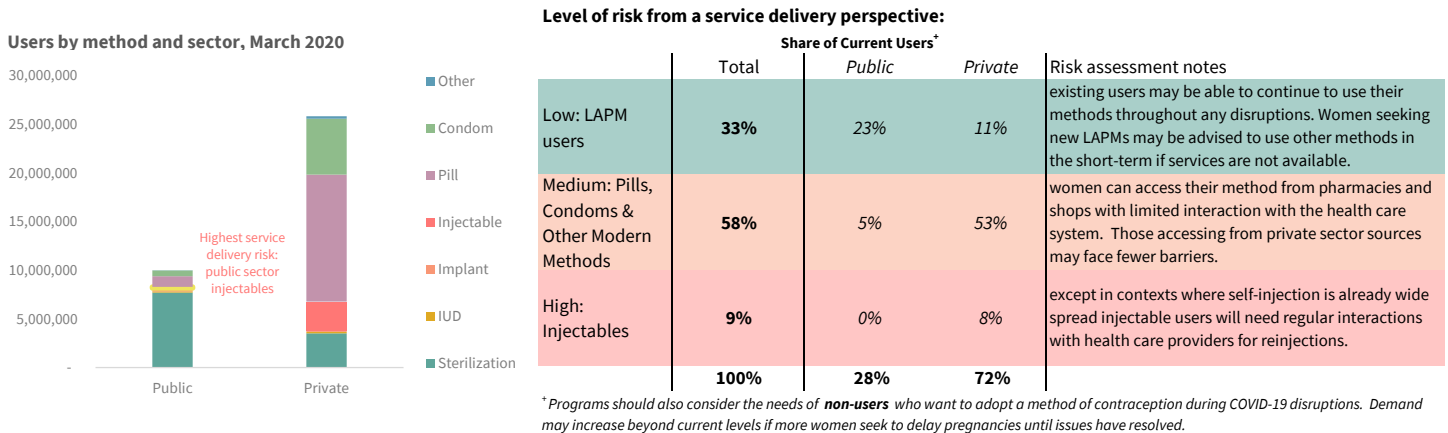 Level of risk from a service delivery perspective:
Users by method and sector, March 2020
30,000,000
25,000,000
20,000,000
15,000,000
10,000,000
5,000,000
-
Highest service
delivery risk:
public sector
injectables
Public
Private
Other
Condom
Pill
Injectable
Implant
IUD
Sterilization
Share of Current Users+
Total Public Private Risk assessment notes
Low: LAPM
users
33% 23% 11%
existing users may be able to continue to use their
methods throughout any disruptions. Women seeking
new LAPMs may be advised to use other methods in
the short-term if services are not available.
Medium: Pills,
Condoms &
Other Modern
Methods
58% 5% 53%
women can access their method from pharmacies and
shops with limited interaction with the health care
system. Those accessing from private sector sources
may face fewer barriers.
High:
Injectables
9% 0% 8%
except in contexts where self-injection is already wide
spread injectable users will need regular interactions
with health care providers for reinjections.
100% 28% 72%
+Programs should also consider the needs of non-users who want to adopt a method of contraception during COVID-19 disruptions. Demand
may increase beyond current levels if more women seek to delay pregnancies until issues have resolved.